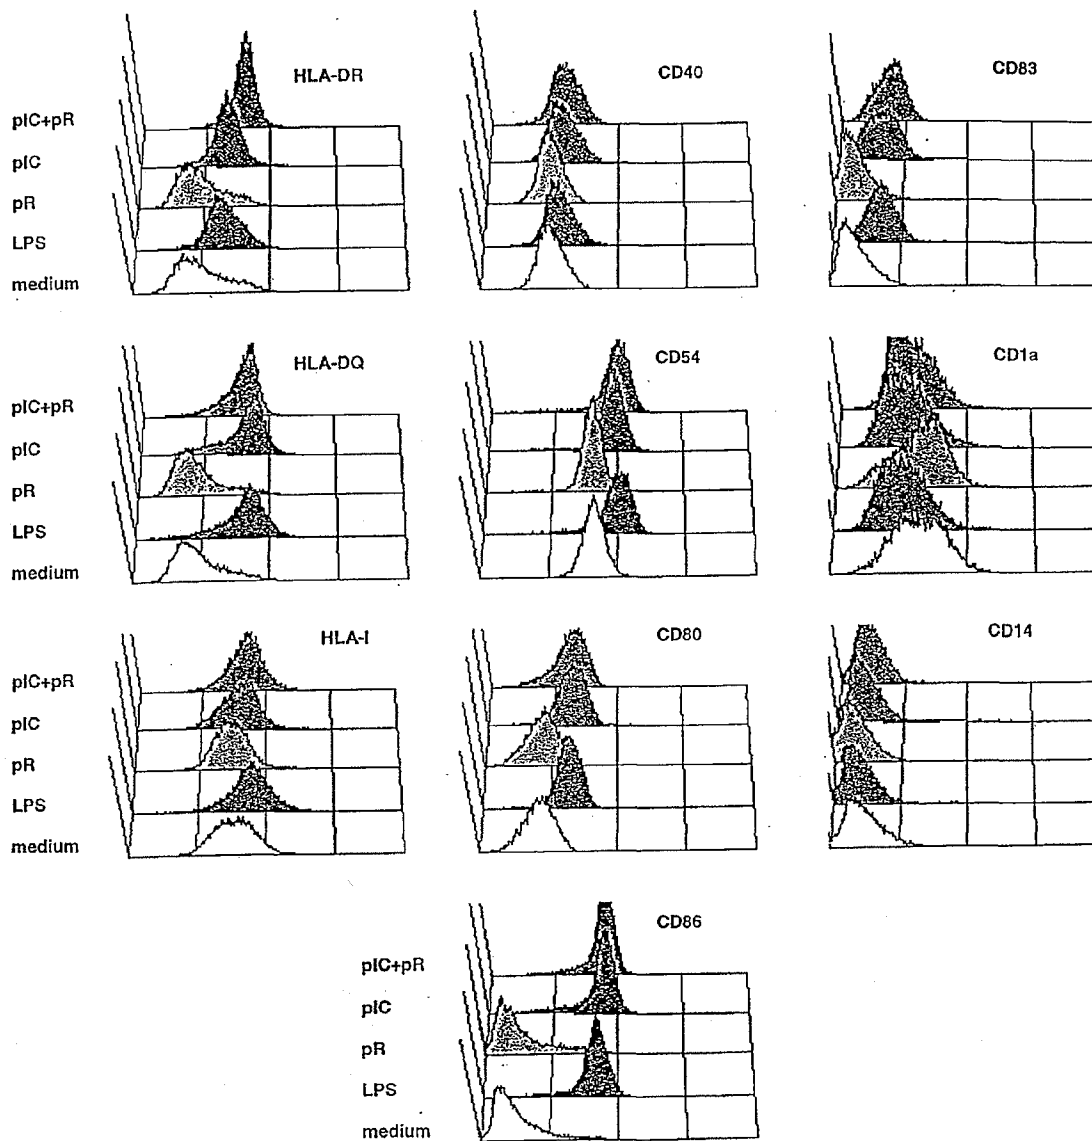 HLA-DR
pIC+pR
pIC
pR
LPS
medium
CD40
CD83
HLA-DQ
pIC+pR
pIC
pR
LPS
medium
CD54
CD1a
HLA-I
pIC+pR
pIC
pR
LPS
medium
CD80
CD14
CD86
pIC+pR
pIC
pR
LPS
medium